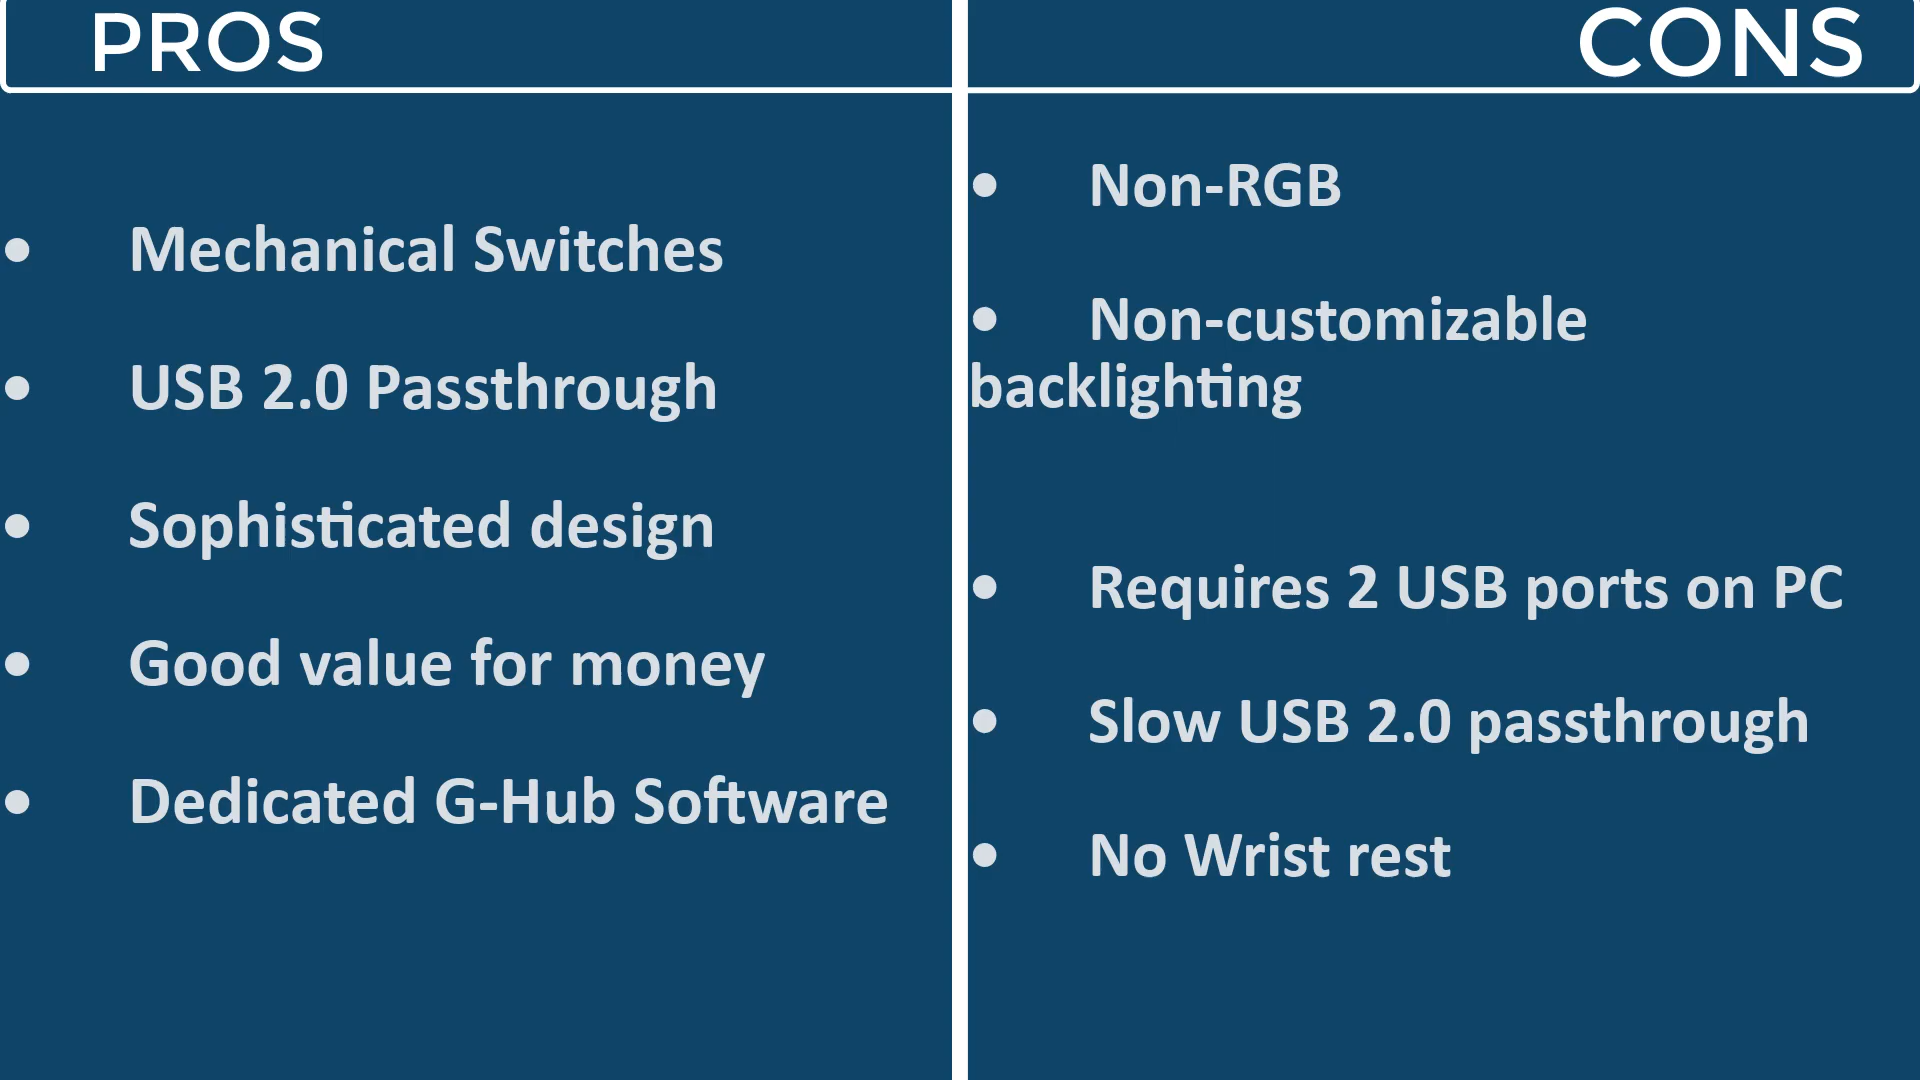 PROS
• Mechanical Switches
• USB 2.0 Passthrough
• Sophisticated design
• Good value for money
• Dedicated G-Hub Software
CONS
• Non-RGB
• Non-customizable
backlighting
• Requires 2 USB ports on PC
• Slow USB 2.0 passthrough
• No Wrist rest